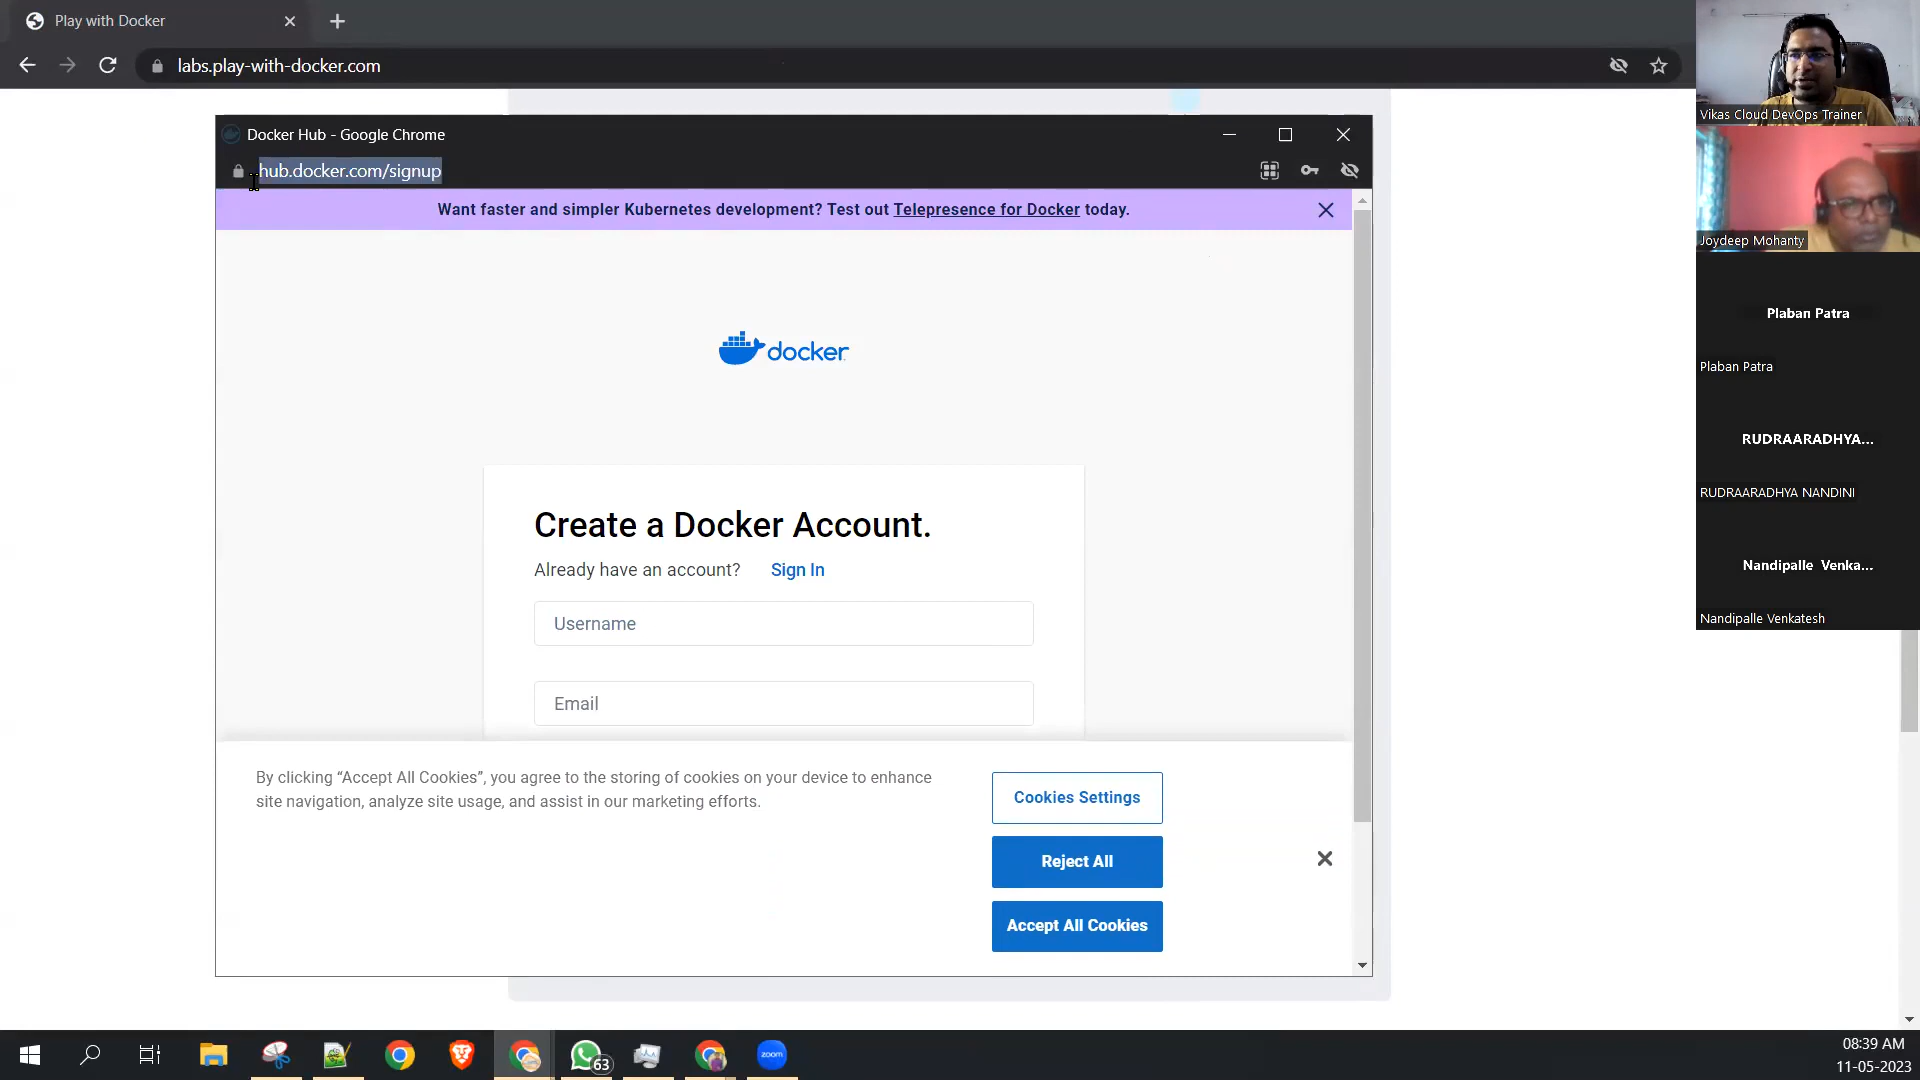 Play with Docker
labs.play-with-docker.com
Docker Hub - Google Chrome
hub.docker.com/signup
Want faster and simpler Kubernetes development? Test out Telepresence for Docker today.
docker
Create a Docker Account.
Already have an account? Sign In
Username
Email
By clicking “Accept All Cookies”, you agree to the storing of cookies on your device to enhance
site navigation, analyze site usage, and assist in our marketing efforts.
Cookies Settings
Reject All
Accept All Cookies
Vikas Cloud DevOps Trainer
Joydeep Mohanty
Plaban Patra
Plaban Patra
RUDRAARADHYA...
RUDRAARADHYA NANDINI
Nandipalle Venka...
Nandipalle Venkatesh
63
zoom
08:39 AM
11-05-2023